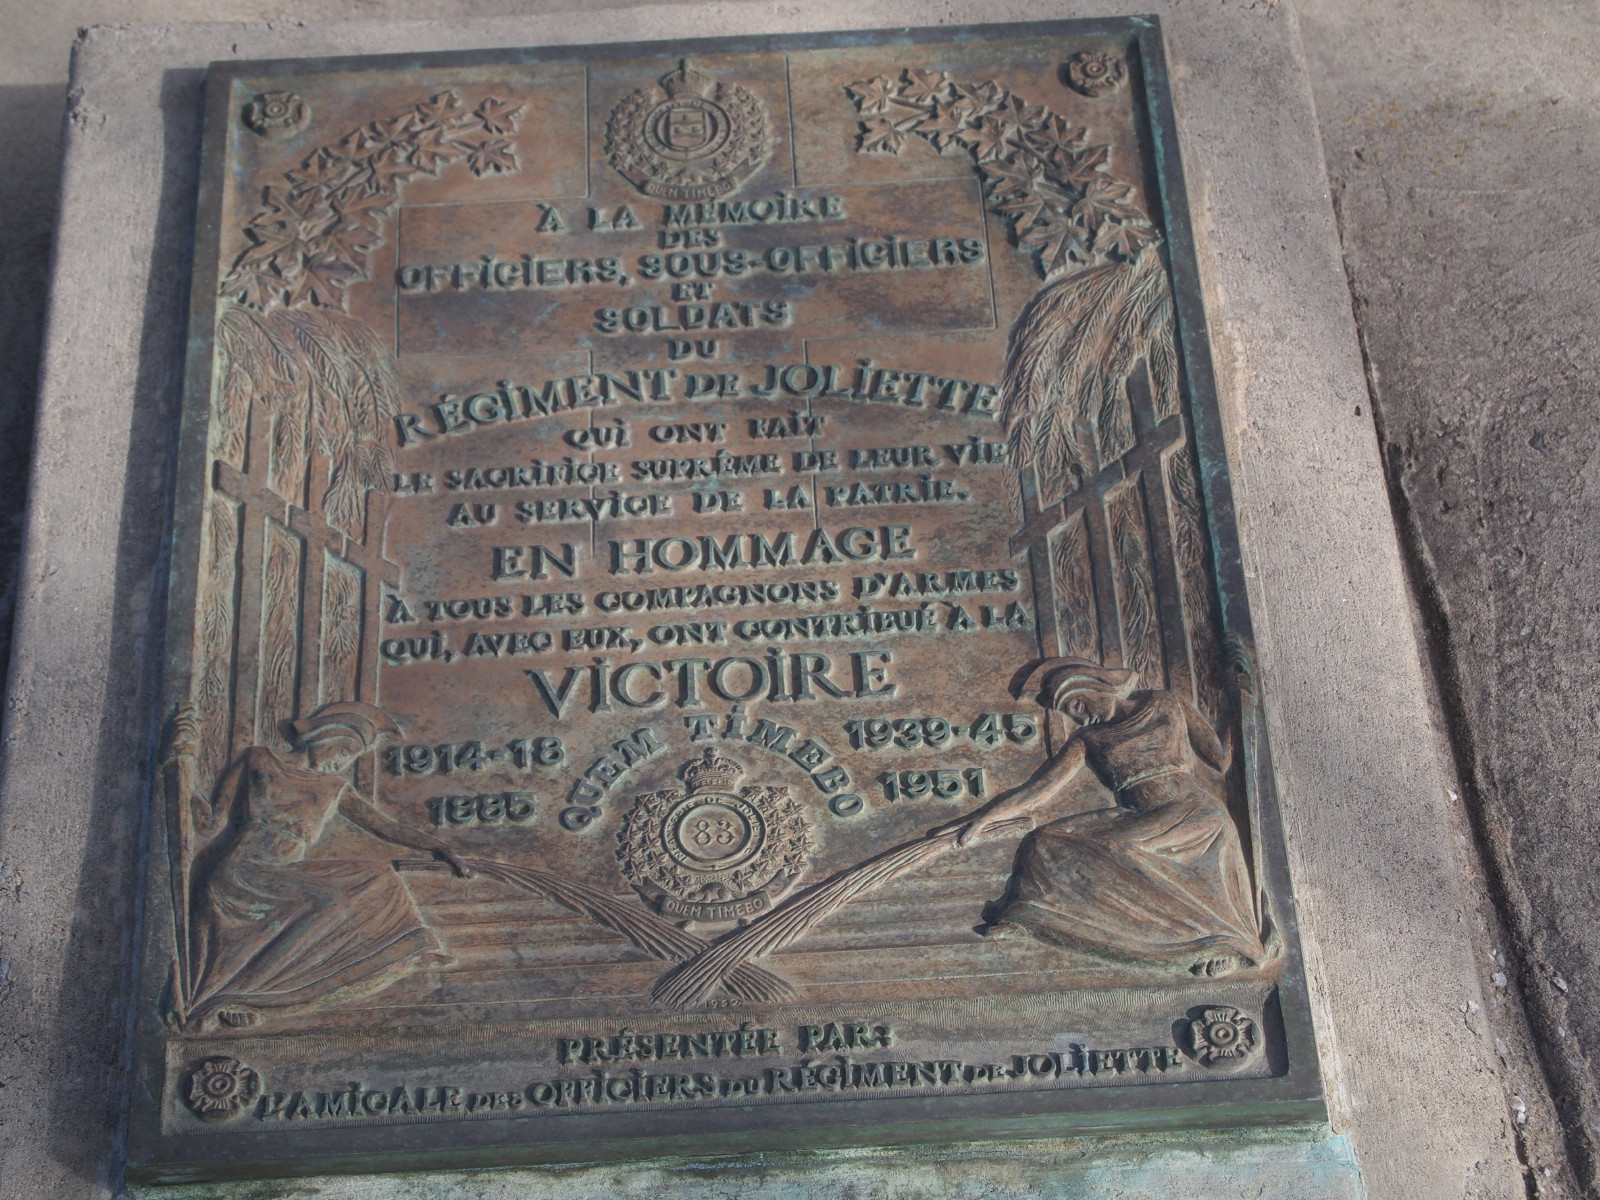 QUEM TIMEBO
À LA MÉMOIRE
DES
OFFICIERS, SOUS-OFFICIERS
ET
SOLDATS
DU
RÉGIMENT DE JOLIETTE
QUI ONT FAIT
LE SACRIFICE SUPRÊME DE LEUR VIE
AU SERVICE DE LA PATRIE.
EN HOMMAGE
À TOUS LES COMPAGNONS D'ARMES
QUI, AVEC EUX, ONT CONTRIBUÉ À LA
VICTOIRE
1914-18 QUEM TIMEBO 1939-45
1885 1951
83
QUEM TIMEBO
1952
PRÉSENTÉE PAR:
L'AMICALE DES OFFICIERS DU RÉGIMENT DE JOLIETTE